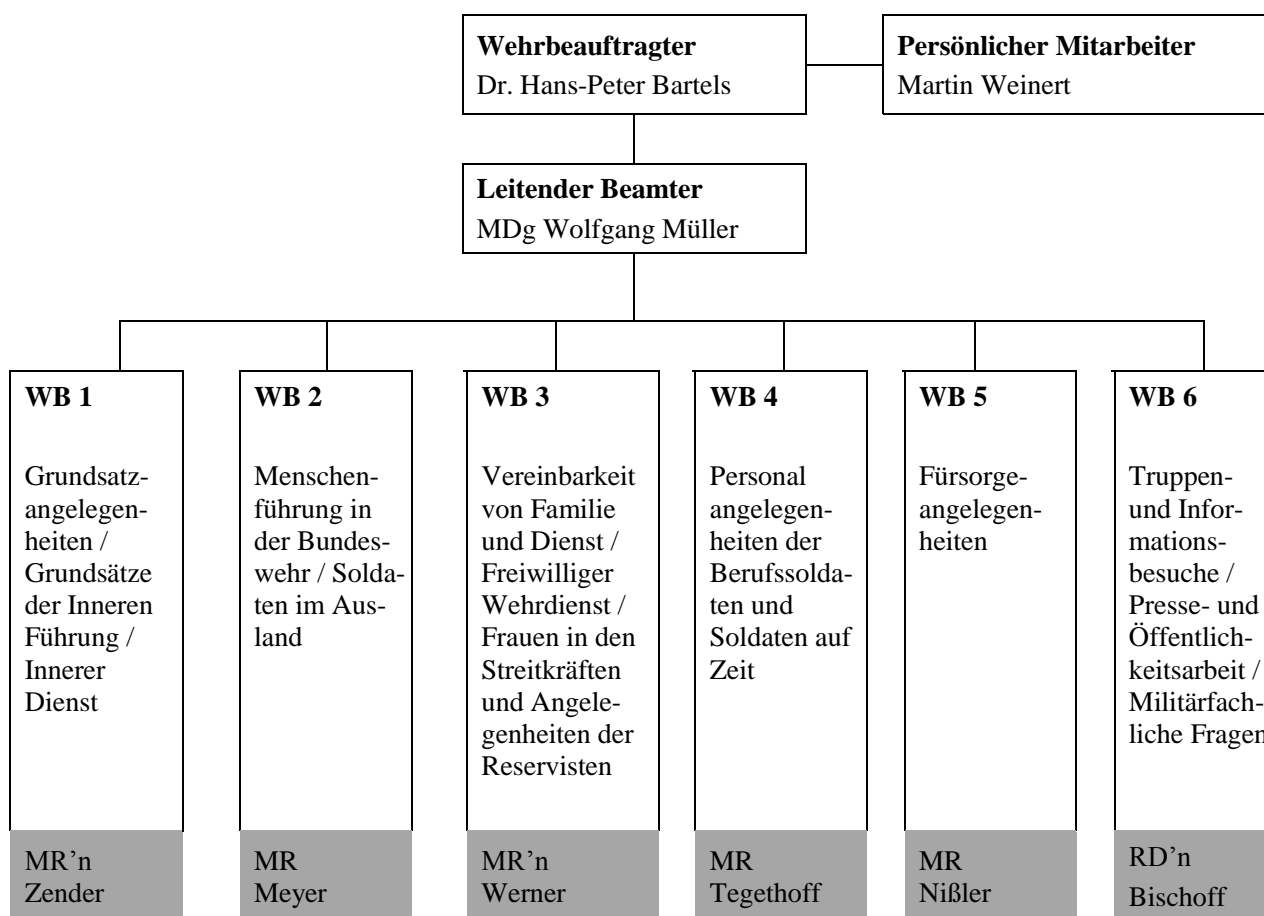 Wehrbeauftragter
Dr. Hans-Peter Bartels
Persönlicher Mitarbeiter
Martin Weinert
Leitender Beamter
MDg Wolfgang Müller
WB 1
Grundsatz-
angelegen-
heiten /
Grundsätze
der Inneren
Führung /
Innerer
Dienst
MR’n
Zender
WB 2
Menschen-
führung in
der Bundes-
wehr / Solda-
ten im Aus-
land
MR
Meyer
WB 3
Vereinbarkeit
von Familie
und Dienst /
Freiwilliger
Wehrdienst /
Frauen in den
Streitkräften
und Angele-
genheiten der
Reservisten
MR’n
Werner
WB 4
Personal
angelegen-
heiten der
Berufssolda-
ten und
Soldaten auf
Zeit
MR
Tegethoff
WB 5
Fürsorge-
angelegen-
heiten
MR
Nißler
WB 6
Truppen-
und Infor-
mations-
besuche /
Presse- und
Öffentlich-
keitsarbeit /
Militärfach-
liche Fragen
RD’n
Bischoff